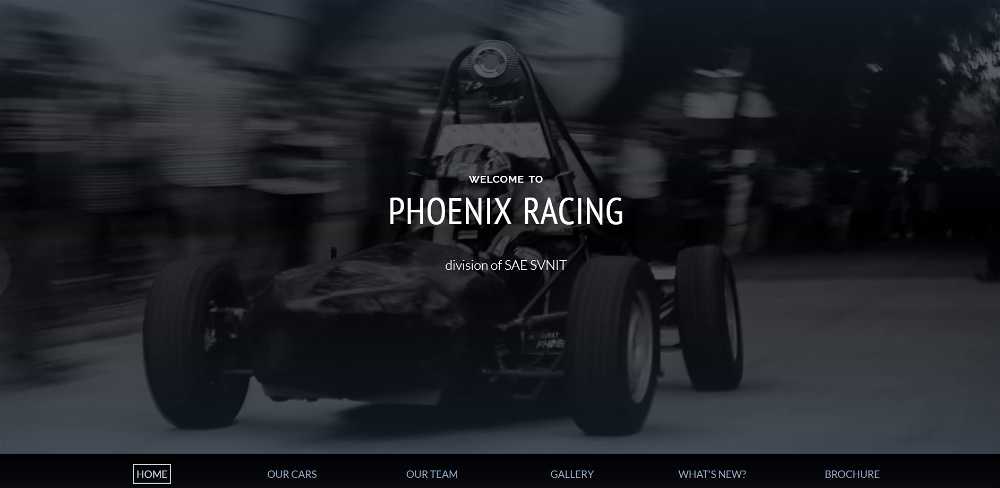 WELCOME TO
PHOENIX RACING
division of SAE SVNIT
HOME OUR CARS OUR TEAM GALLERY WHAT'S NEW? BROCHURE